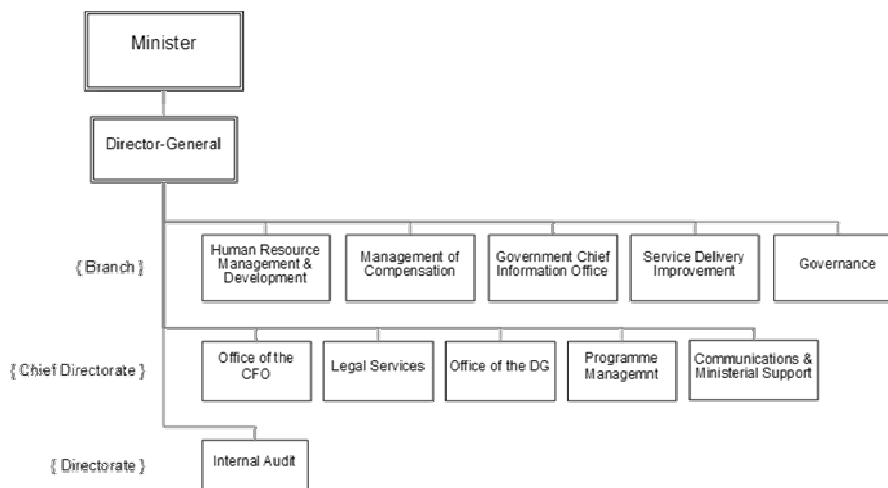 Minister
Director-General
{ Branch }
Human Resource
Management &
Development
Management of
Compensation
Government Chief
Information Office
Service Delivery
Improvement
Governance
{ Chief Directorate }
Office of the
CFO
Legal Services
Office of the DG
Programme
Managemnt
Communications &
Ministerial Support
{ Directorate }
Internal Audit